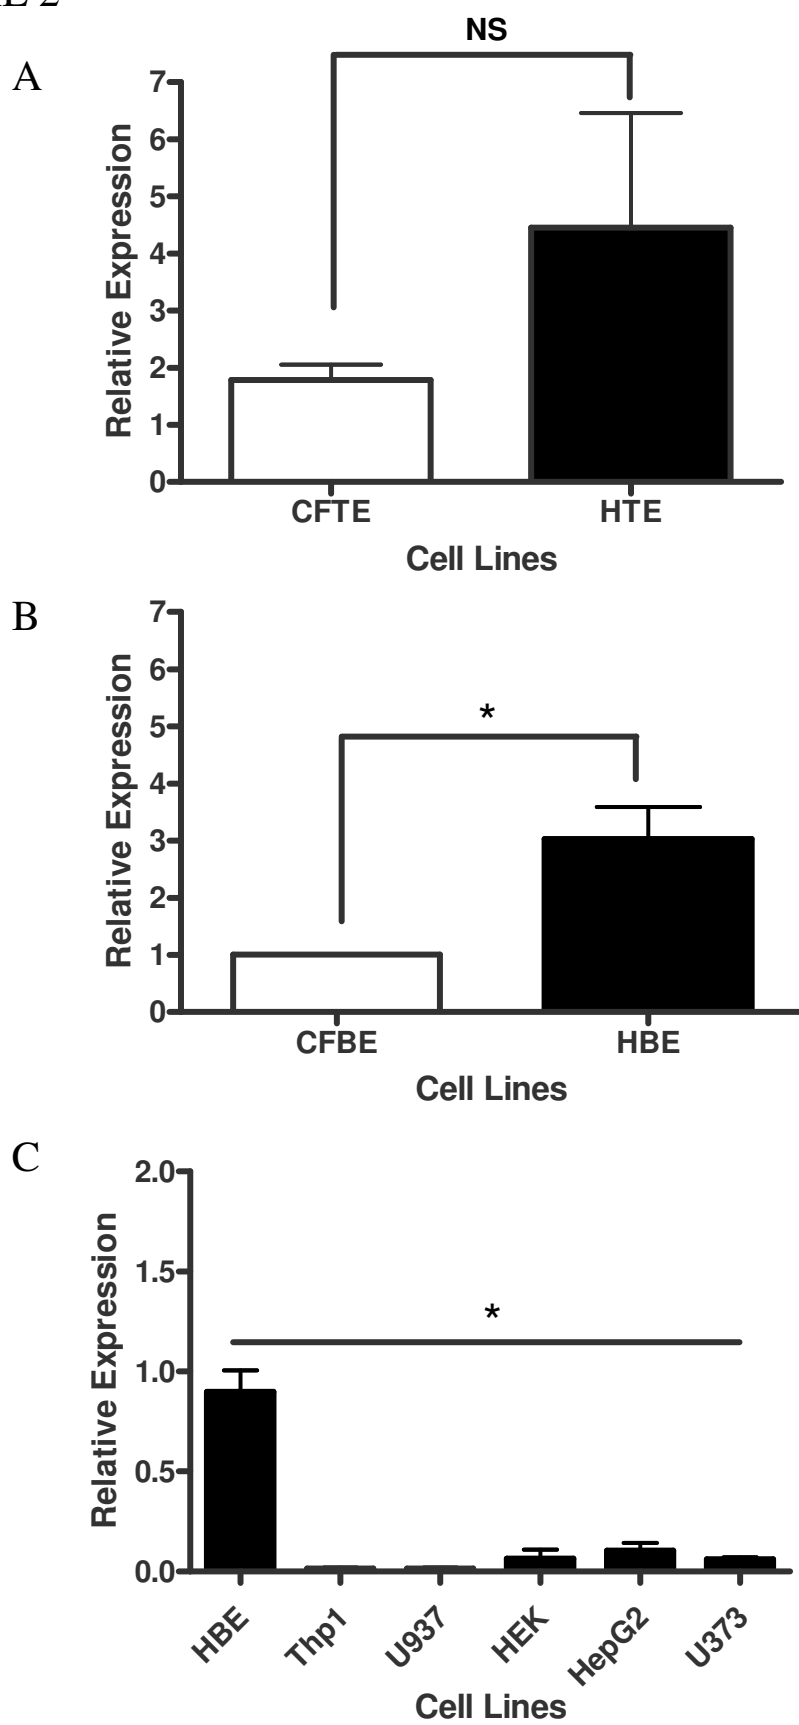 NS
A
7
6
5
4
3
2
1
0
Relative Expression
CFTE HTE
Cell Lines
B
7
6
5
4
3
2
1
0
Relative Expression
*
CFBE HBE
Cell Lines
C
2.0
1.5
1.0
0.5
0.0
Relative Expression
*
HBE Thp1 U937 HEK HepG2 U373
Cell Lines